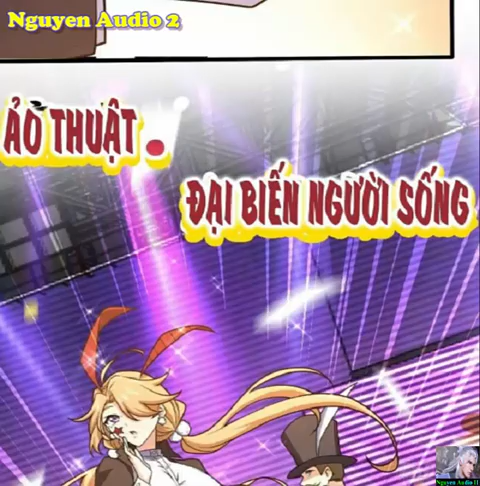 Nguyen Audio 2
ẢO THUẬT.
ĐẠI BIẾN NGƯỜI SỐNG
Nguyen Audio II